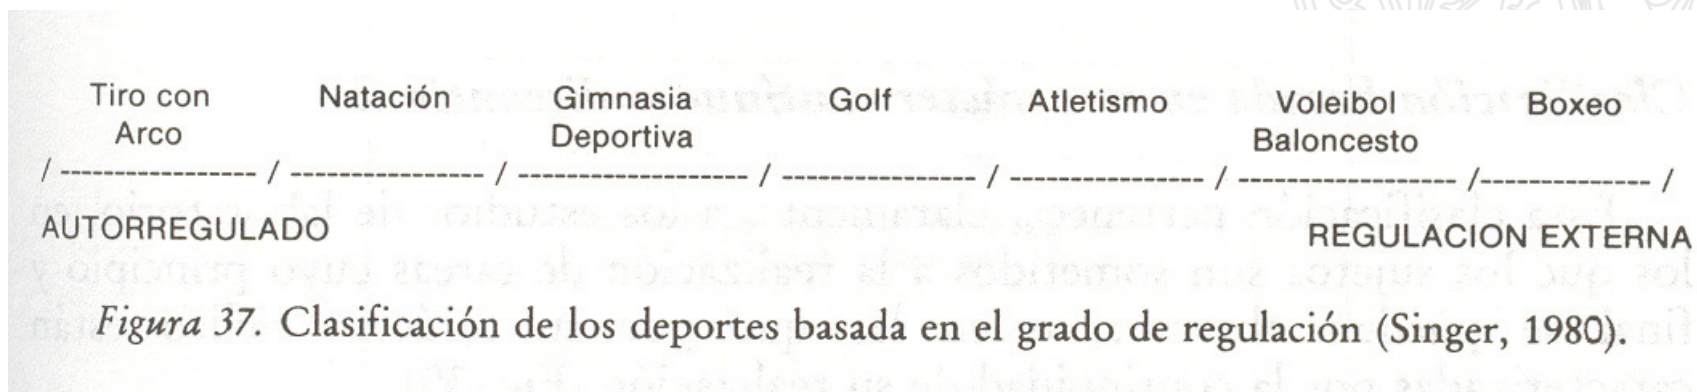 Tiro con Natación Gimnasia Golf Atletismo Voleibol Boxeo
Arco Deportiva Baloncesto
/ ----------------- / ----------------- / -------------------- / ----------------- / ----------------- / ------------------- /-------------- /
AUTORREGULADO REGULACION EXTERNA
Figura 37. Clasificación de los deportes basada en el grado de regulación (Singer, 1980).